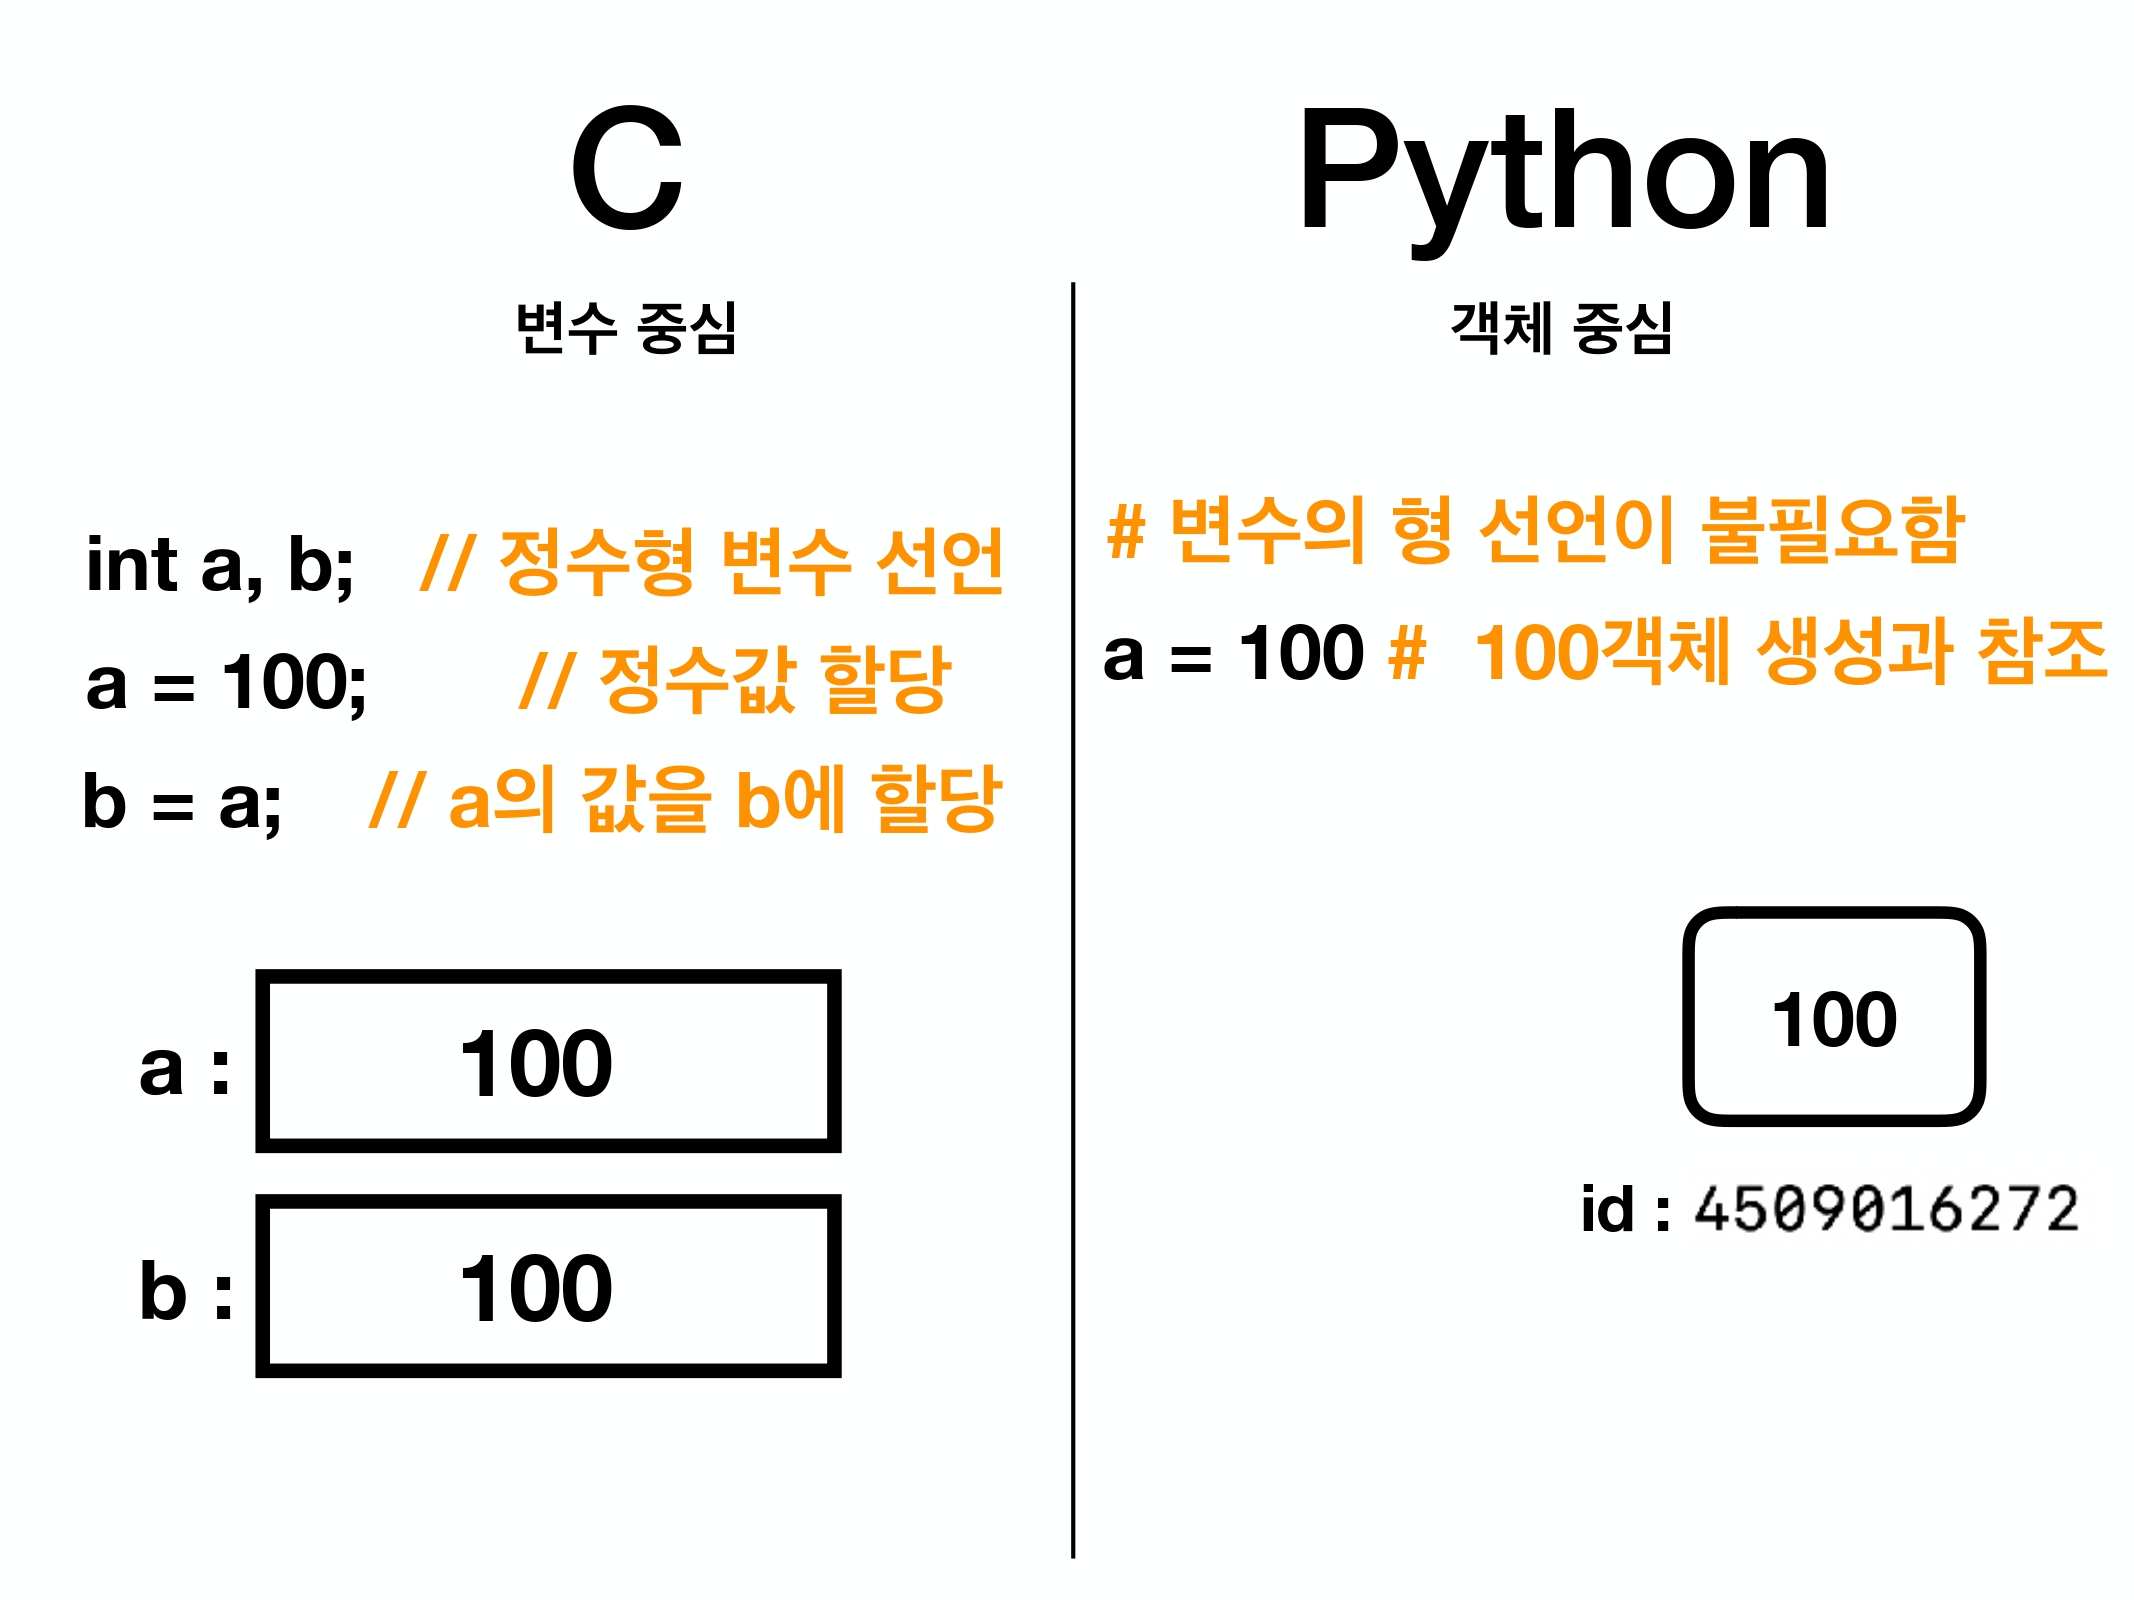 C
변수 중심
int a, b; // 정수형 변수 선언
a = 100; // 정수값 할당
b = a; // a의 값을 b에 할당
a : 100
b : 100
Python
객체 중심
# 변수의 형 선언이 불필요함
a = 100 # 100객체 생성과 참조
100
id : 4509016272